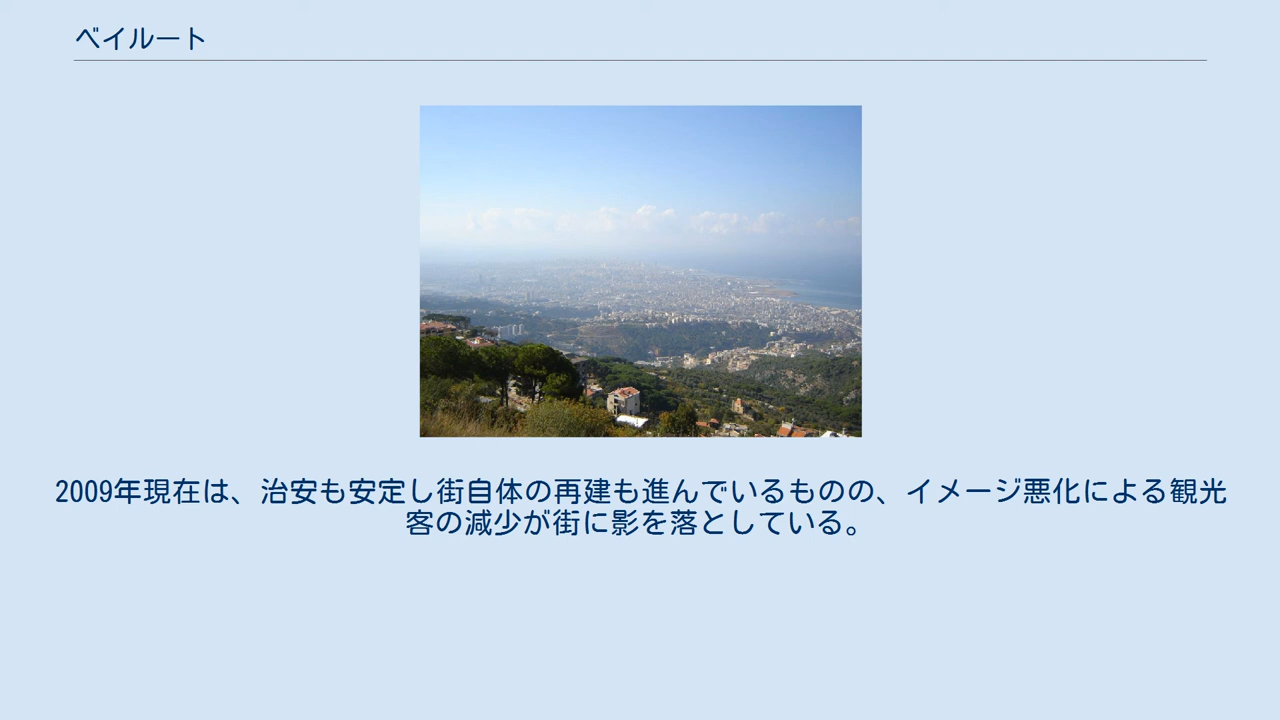 ベイルート
2009年現在は、治安も安定し街自体の再建も進んでいるものの、イメージ悪化による観光
客の減少が街に影を落としている。